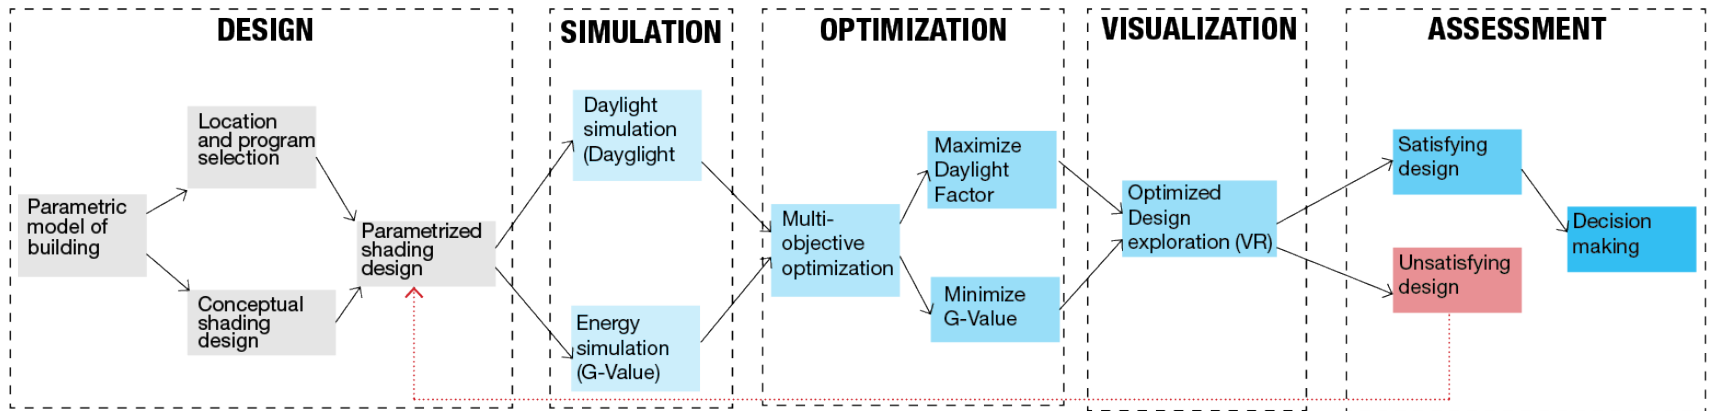 DESIGN
SIMULATION
OPTIMIZATION
VISUALIZATION
ASSESSMENT
Parametric
model of
building
Location
and program
selection
Conceptual
shading
design
Parametrized
shading
design
Daylight
simulation
(Dayglight
Energy
simulation
(G-Value)
Multi-
objective
optimization
Maximize
Daylight
Factor
Minimize
G-Value
Optimized
Design
exploration (VR)
Satisfying
design
Unsatisfying
design
Decision
making